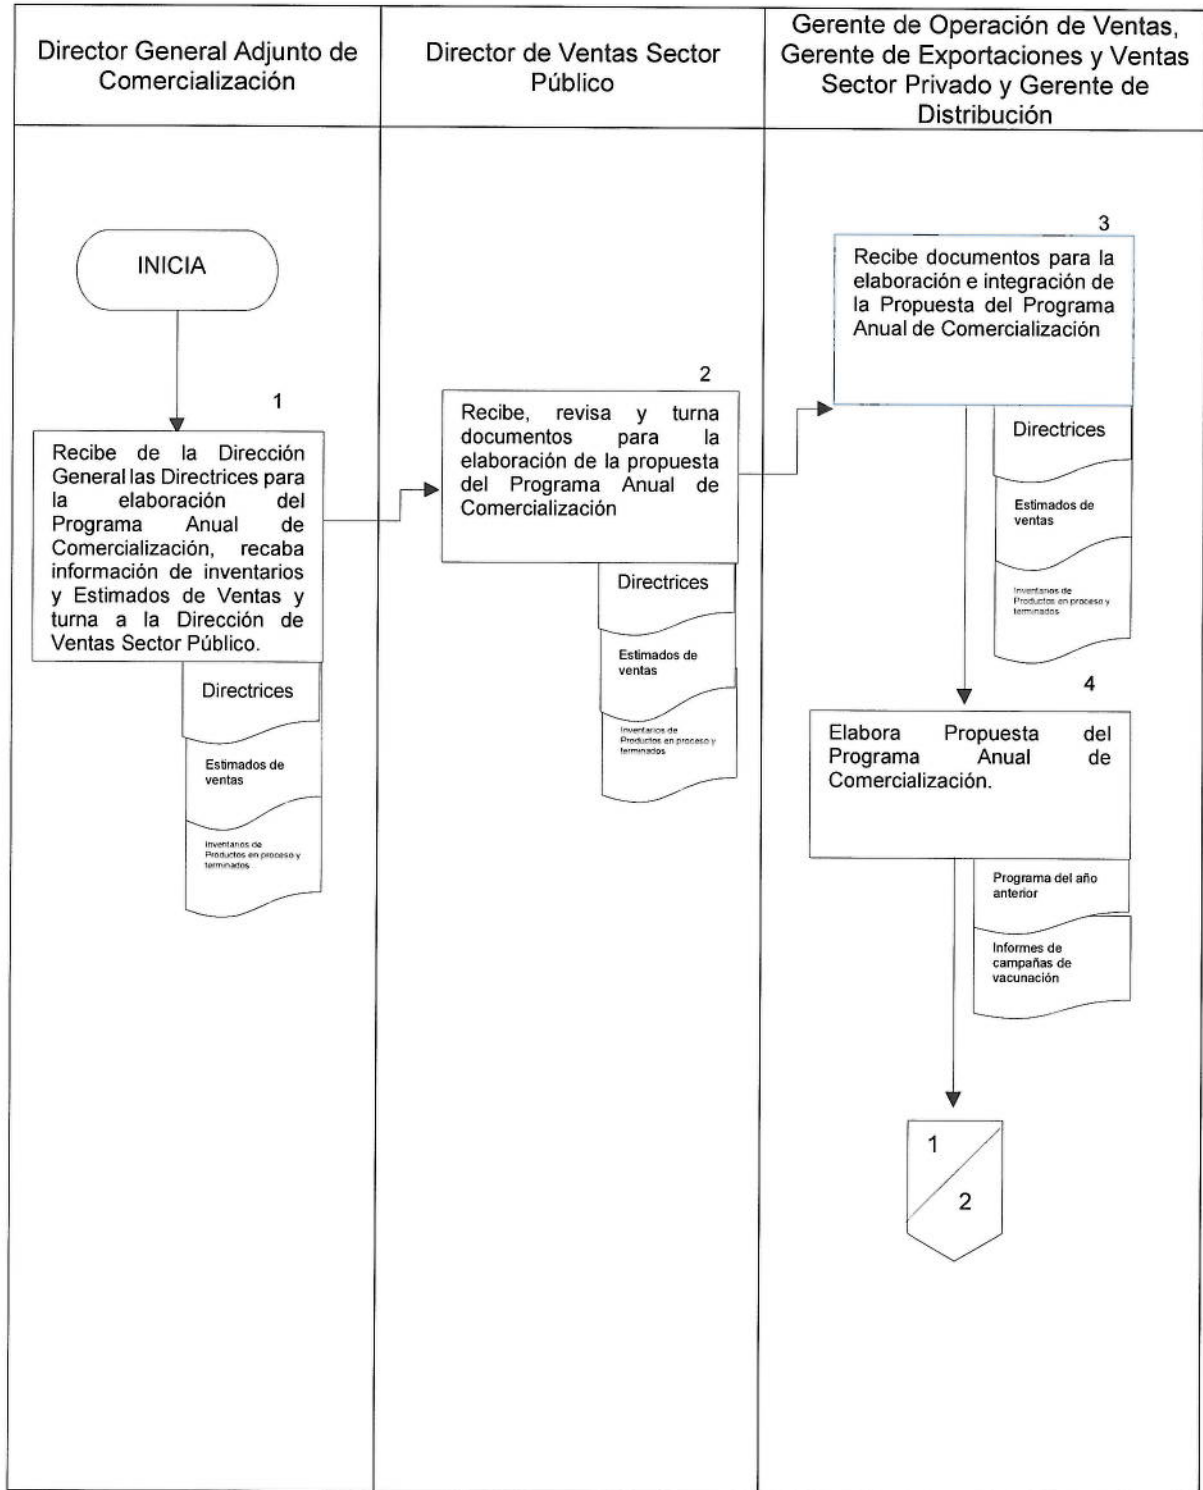 Director General Adjunto de
Comercialización
Director de Ventas Sector
Público
Gerente de Operación de Ventas,
Gerente de Exportaciones y Ventas
Sector Privado y Gerente de
Distribución
INICIA
1
Recibe de la Dirección
General las Directrices para
la elaboración del
Programa Anual de
Comercialización, recaba
información de inventarios
y Estimados de Ventas y
turna a la Dirección de
Ventas Sector Público.
Directrices
Estimados de
ventas
Inventarios de
Productos en proceso y
terminados
2
Recibe, revisa y turna
documentos para la
elaboración de la propuesta
del Programa Anual de
Comercialización
Directrices
Estimados de
ventas
Inventarios de
Productos en proceso y
terminados
3
Recibe documentos para la
elaboración e integración de
la Propuesta del Programa
Anual de Comercialización
Directrices
Estimados de
ventas
Inventarios de
Productos en proceso y
terminados
4
Elabora Propuesta del
Programa Anual de
Comercialización.
Programa del año
anterior
Informes de
campañas de
vacunación
1
2